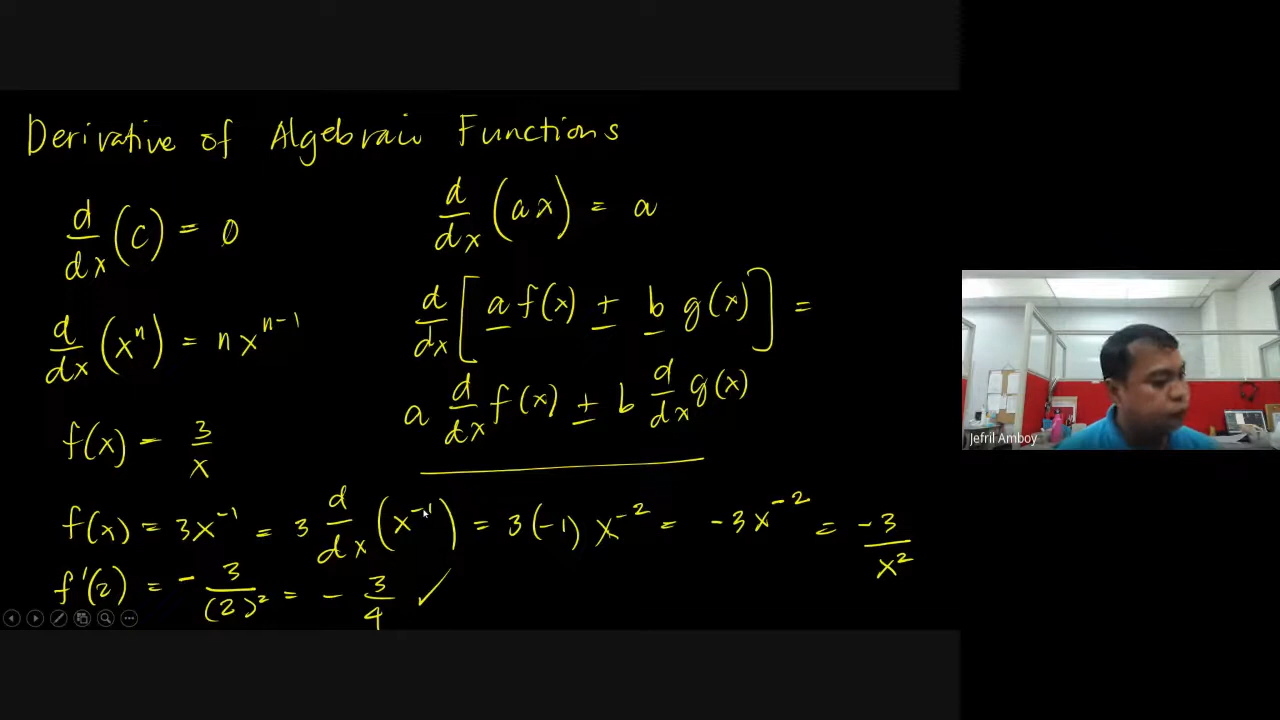 Derivative of Algebraic Functions
d/dx (c) = 0
d/dx (xⁿ) = nxⁿ⁻¹
d/dx (ax) = a
d/dx [a f(x) ± b g(x)] =
a d/dx f(x) ± b d/dx g(x)
f(x) = 3/x
f(x) = 3x⁻¹ = 3 d/dx (x⁻¹) = 3(-1) x⁻² = -3x⁻² = -3/x²
f'(2) = - 3/(2)² = - 3/4 ✓
Jefril Amboy